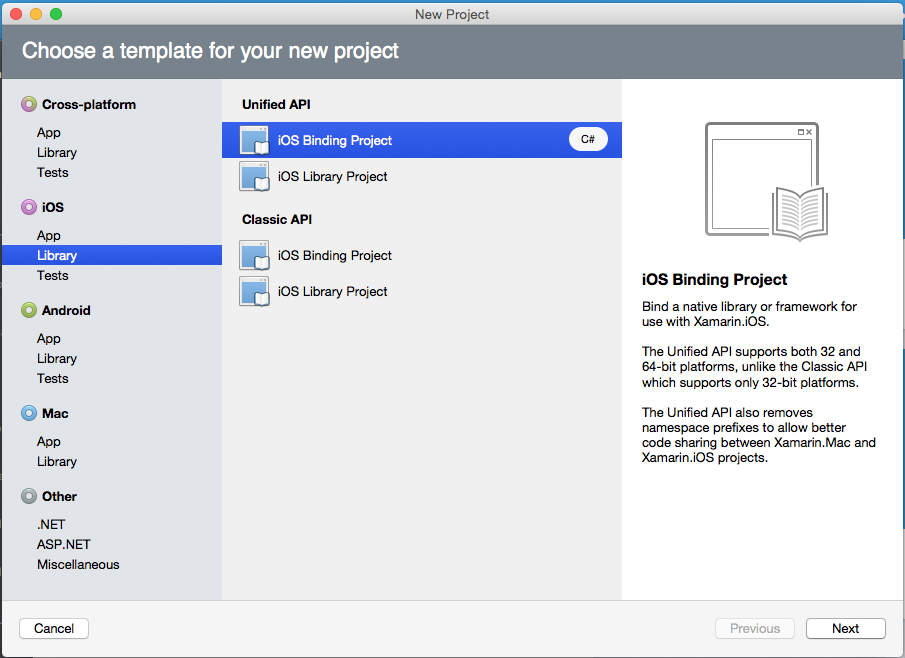 New Project
Choose a template for your new project
Cross-platform
App
Library
Tests
iOS
App
Library
Tests
Android
App
Library
Tests
Mac
App
Library
Other
.NET
ASP.NET
Miscellaneous
Unified API
iOS Binding Project
C#
iOS Library Project
Classic API
iOS Binding Project
iOS Library Project
iOS Binding Project
Bind a native library or framework for
use with Xamarin.iOS.
The Unified API supports both 32 and
64-bit platforms, unlike the Classic API
which supports only 32-bit platforms.
The Unified API also removes
namespace prefixes to allow better
code sharing between Xamarin.Mac and
Xamarin.iOS projects.
Cancel
Previous
Next